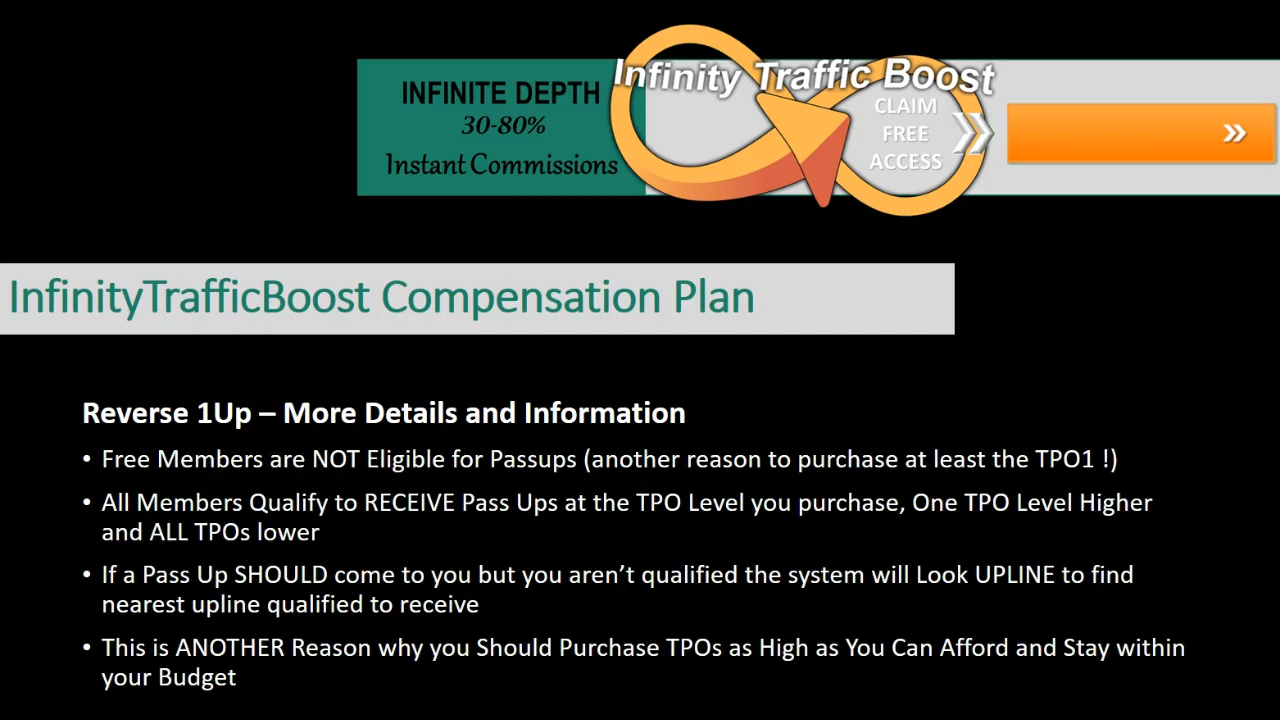 INFINITE DEPTH
30-80%
Instant Commissions
Infinity Traffic Boost
CLAIM
FREE
ACCESS
InfinityTrafficBoost Compensation Plan
Reverse 1Up – More Details and Information
• Free Members are NOT Eligible for Passups (another reason to purchase at least the TPO1 !)
• All Members Qualify to RECEIVE Pass Ups at the TPO Level you purchase, One TPO Level Higher
and ALL TPOs lower
• If a Pass Up SHOULD come to you but you aren’t qualified the system will Look UPLINE to find
nearest upline qualified to receive
• This is ANOTHER Reason why you Should Purchase TPOs as High as You Can Afford and Stay within
your Budget